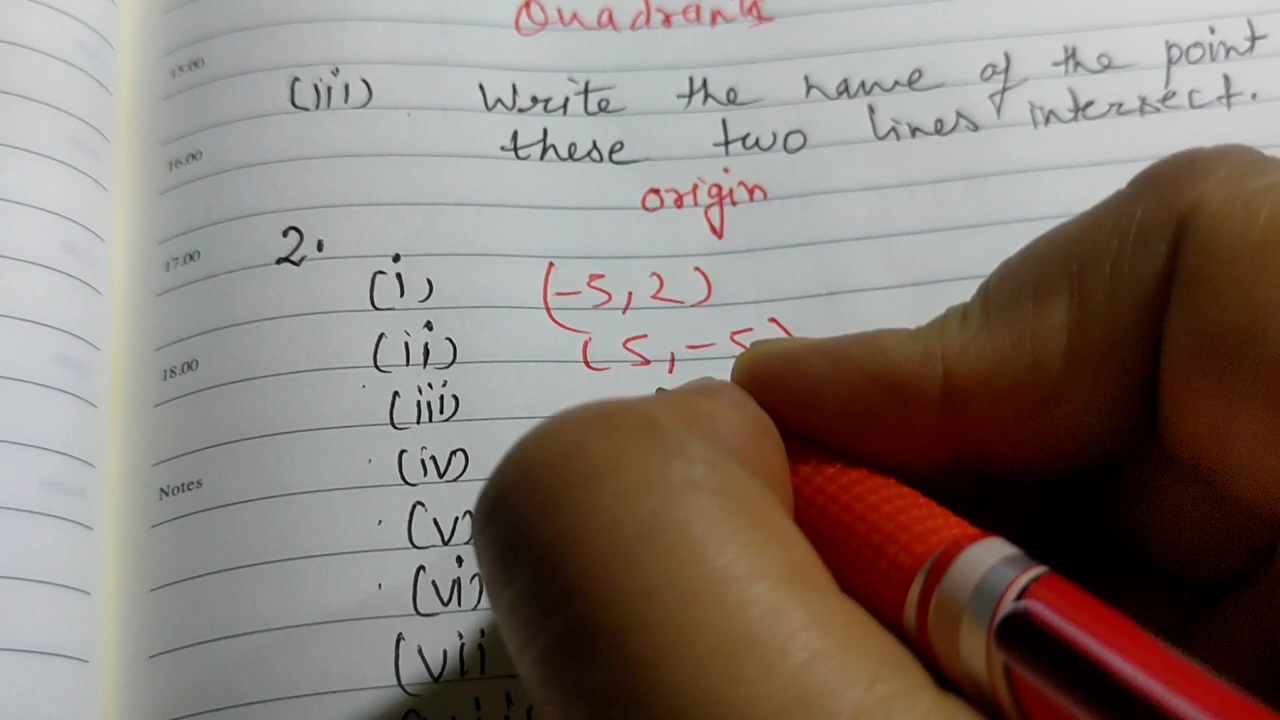 Quadrants
15.00
(iii) Write the name of the point
these two lines intersect.
16.00
origin
17.00
2.
(i) (-5,2)
18.00
(ii) (5,-5)
(iii)
(iv)
Notes
(v)
(vi)
(vii